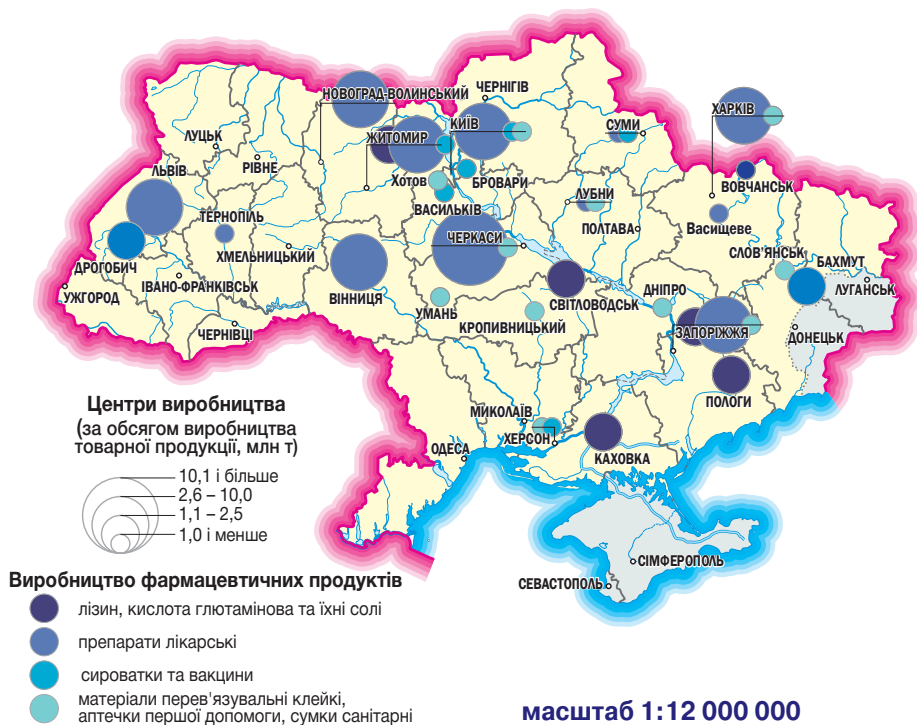 НОВОГРАД-ВОЛИНСЬКИЙ
ЧЕРНІГІВ
ХАРКІВ
ЛУЦЬК
РІВНЕ
ЖИТОМИР
КИЇВ
СУМИ
ЛЬВІВ
Хотов
БРОВАРИ
ВОВЧАНСЬК
ВАСИЛЬКІВ
ЛУБНИ
ТЕРНОПІЛЬ
ПОЛТАВА
Васищеве
ДРОГОБИЧ
ХМЕЛЬНИЦЬКИЙ
ЧЕРКАСИ
СЛОВ'ЯНСЬК
БАХМУТ
УЖГОРОД
ІВАНО-ФРАНКІВСЬК
ВІННИЦЯ
СВІТЛОВОДСЬК
ДНІПРО
ЛУГАНСЬК
УМАНЬ
КРОПИВНИЦЬКИЙ
ЧЕРНІВЦІ
ЗАПОРІЖЖЯ
ДОНЕЦЬК
ПОЛОГИ
МИКОЛАЇВ
ХЕРСОН
ОДЕСА
КАХОВКА
СІМФЕРОПОЛЬ
СЕВАСТОПОЛЬ
Центри виробництва
(за обсягом виробництва
товарної продукції, млн т)
10,1 і більше
2,6 – 10,0
1,1 – 2,5
1,0 і менше
Виробництво фармацевтичних продуктів
лізин, кислота глютамінова та їхні солі
препарати лікарські
сироватки та вакцини
матеріали перев'язувальні клейкі,
аптечки першої допомоги, сумки санітарні
масштаб 1:12 000 000